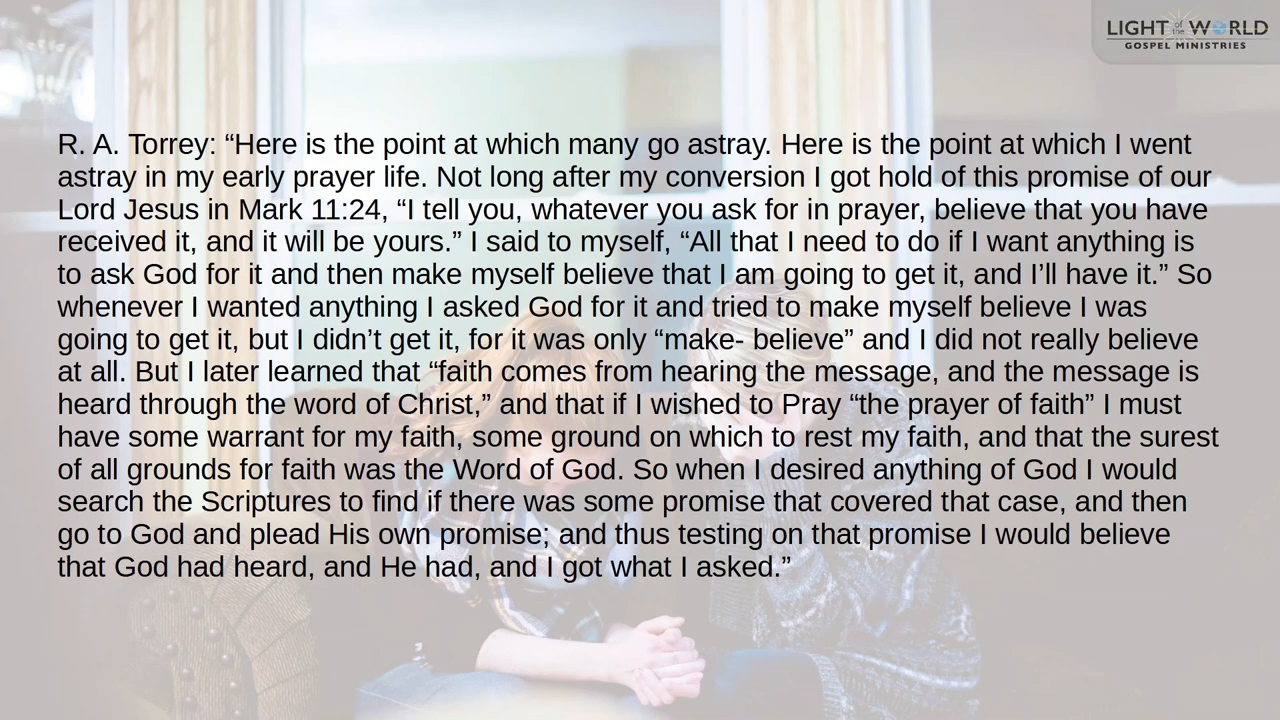 LIGHT of the WORLD
GOSPEL MINISTRIES
R. A. Torrey: “Here is the point at which many go astray. Here is the point at which I went
astray in my early prayer life. Not long after my conversion I got hold of this promise of our
Lord Jesus in Mark 11:24, “I tell you, whatever you ask for in prayer, believe that you have
received it, and it will be yours.” I said to myself, “All that I need to do if I want anything is
to ask God for it and then make myself believe that I am going to get it, and I’ll have it.” So
whenever I wanted anything I asked God for it and tried to make myself believe I was
going to get it, but I didn’t get it, for it was only “make- believe” and I did not really believe
at all. But I later learned that “faith comes from hearing the message, and the message is
heard through the word of Christ,” and that if I wished to Pray “the prayer of faith” I must
have some warrant for my faith, some ground on which to rest my faith, and that the surest
of all grounds for faith was the Word of God. So when I desired anything of God I would
search the Scriptures to find if there was some promise that covered that case, and then
go to God and plead His own promise; and thus testing on that promise I would believe
that God had heard, and He had, and I got what I asked.”